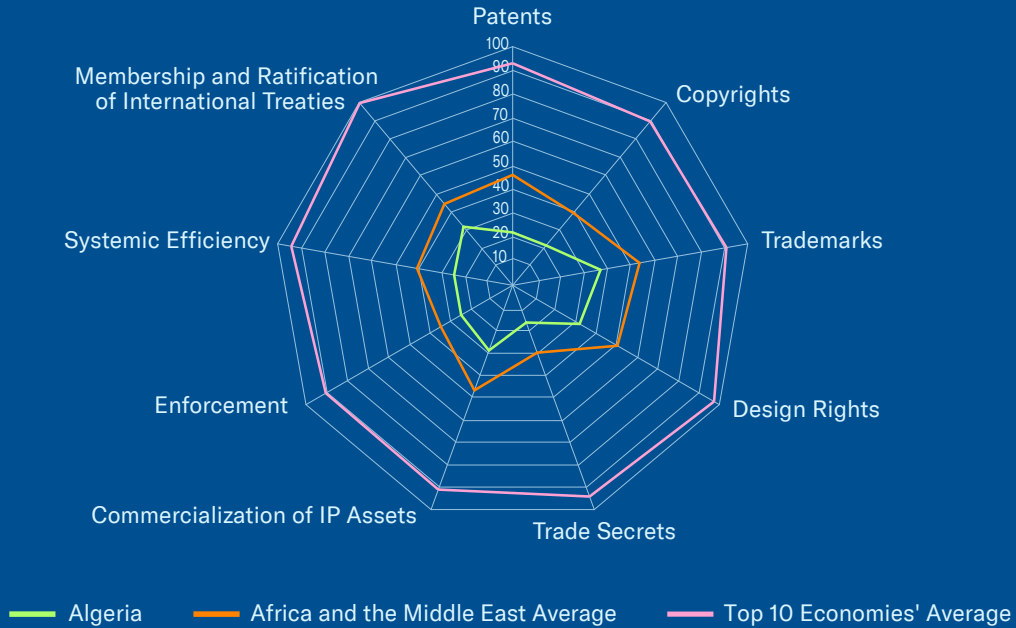 Patents
100
90
80
70
60
50
40
30
20
10
Membership and Ratification
of International Treaties
Copyrights
Systemic Efficiency
Trademarks
Enforcement
Design Rights
Commercialization of IP Assets
Trade Secrets
Algeria
Africa and the Middle East Average
Top 10 Economies' Average